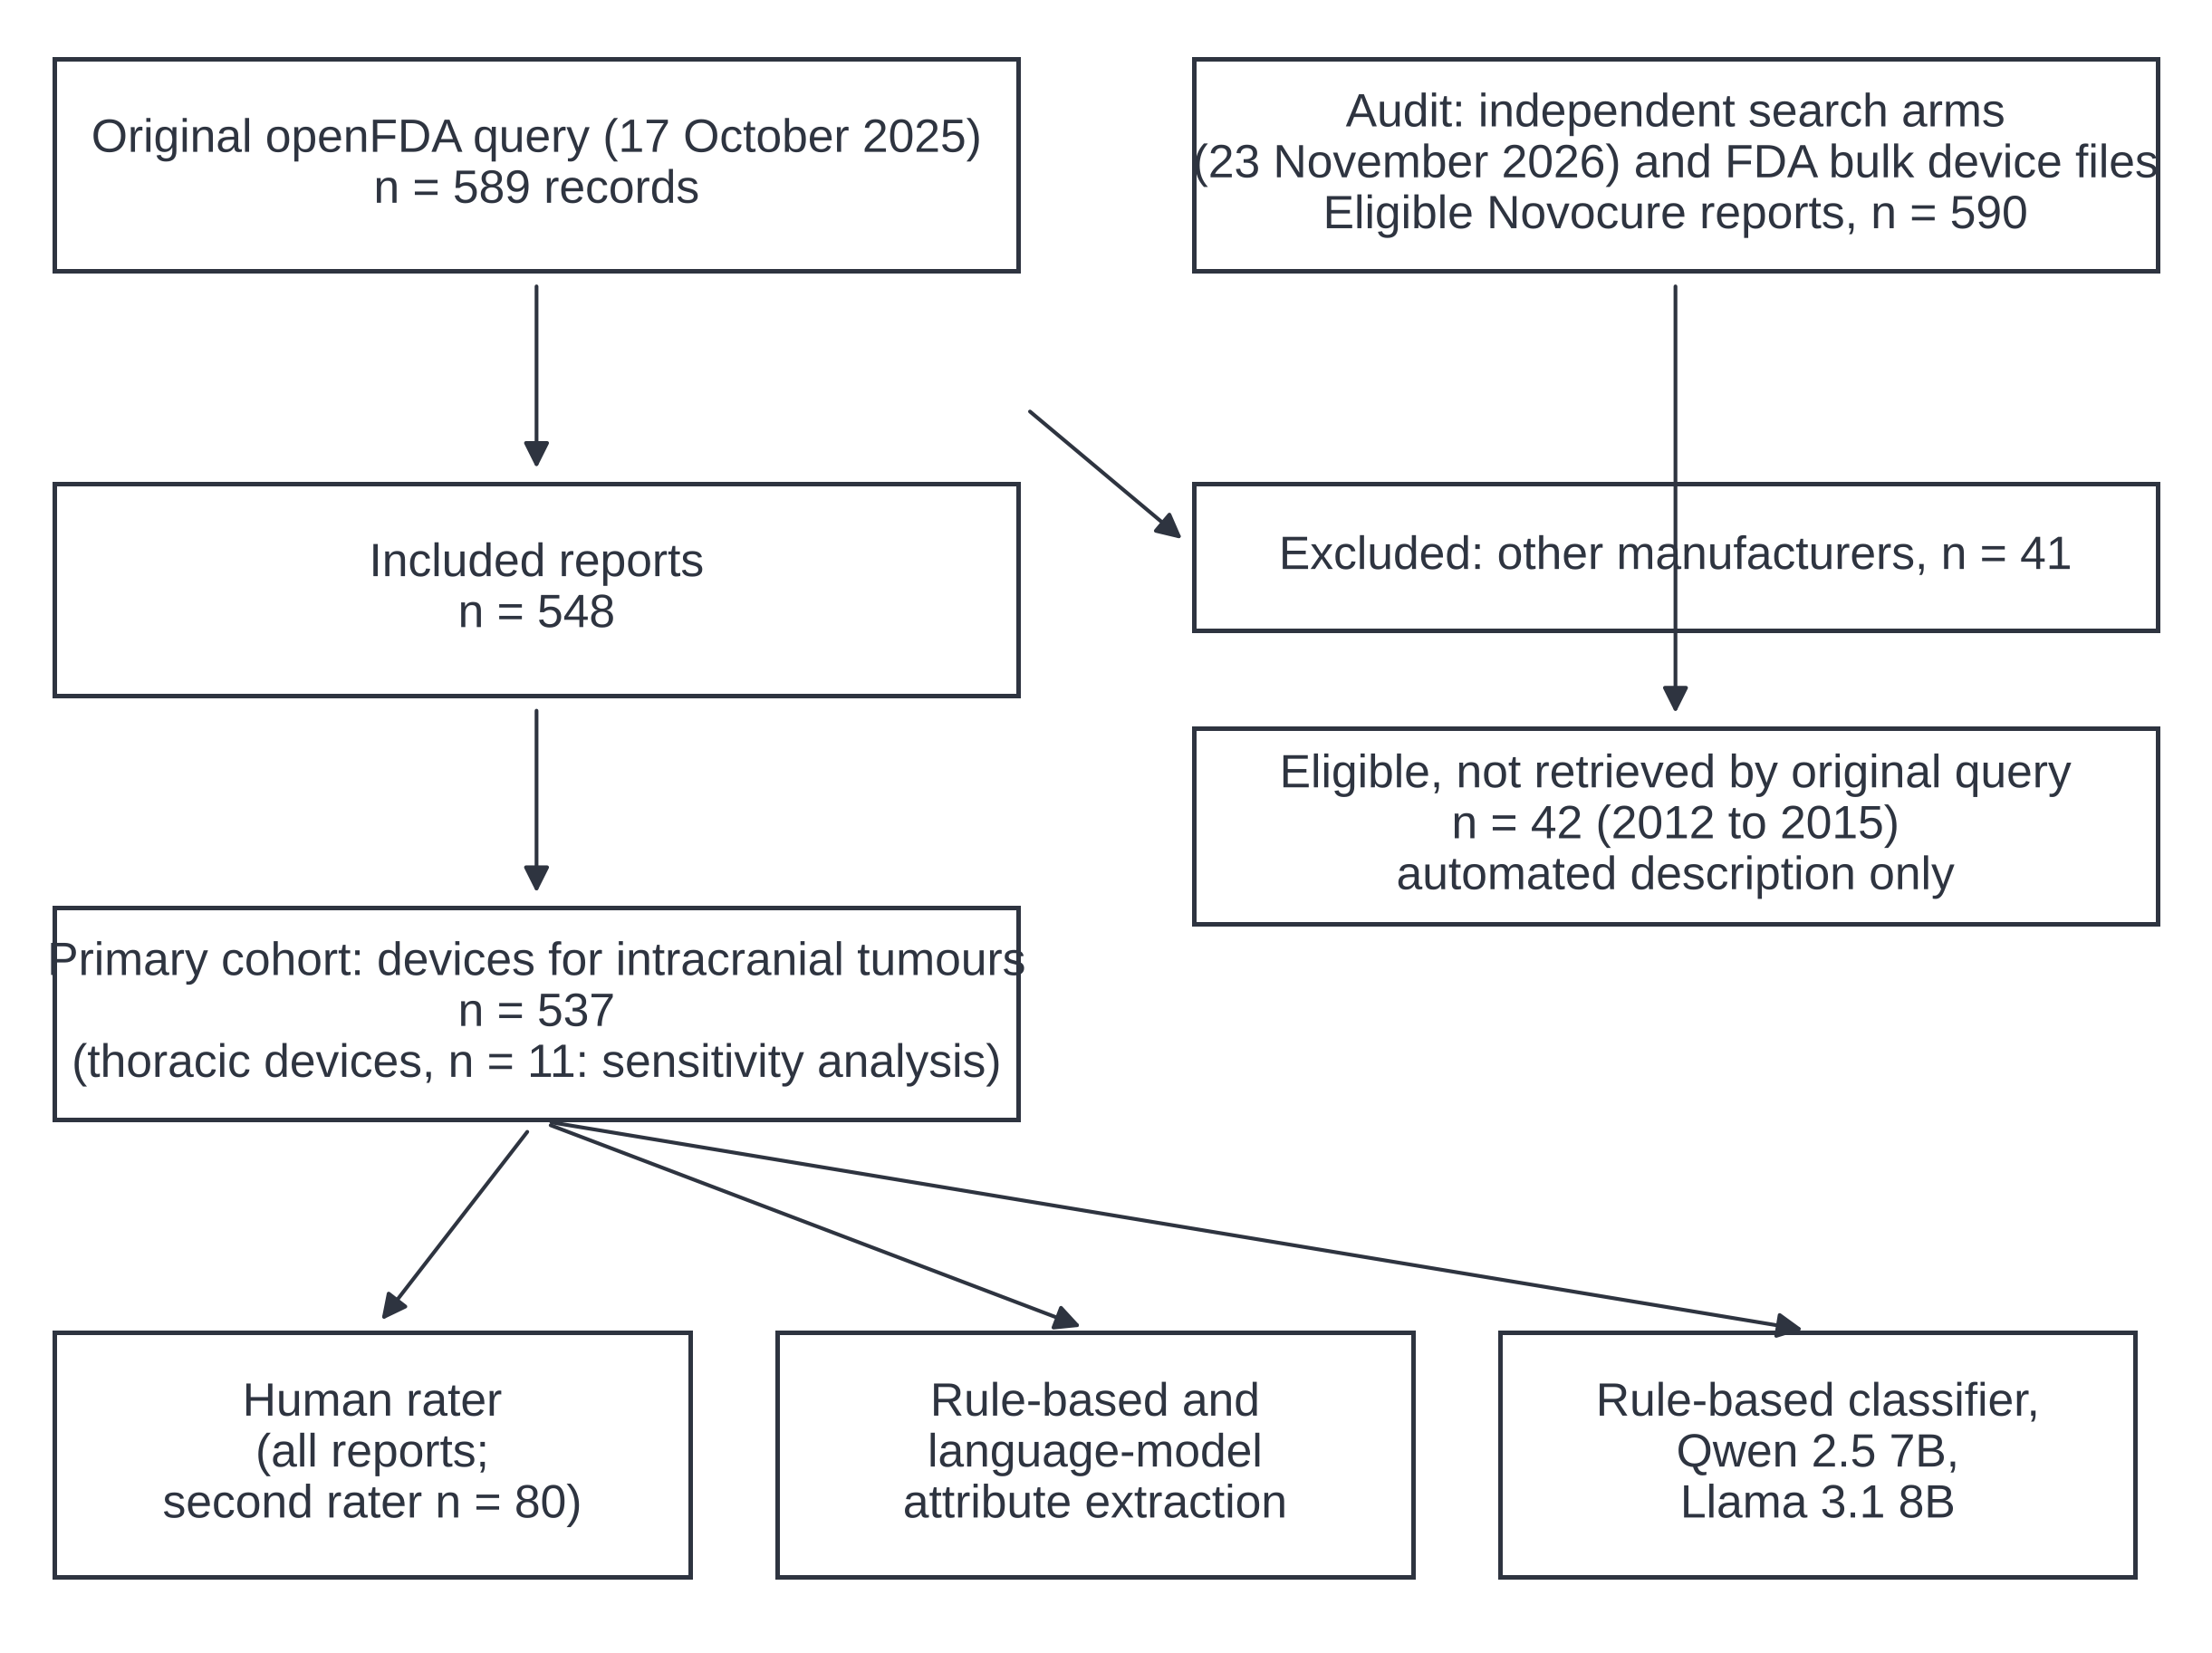 Original openFDA query (17 October 2025)
n = 589 records
Audit: independent search arms
(23 November 2026) and FDA bulk device files
Eligible Novocure reports, n = 590
Included reports
n = 548
Excluded: other manufacturers, n = 41
Eligible, not retrieved by original query
n = 42 (2012 to 2015)
automated description only
Primary cohort: devices for intracranial tumours
n = 537
(thoracic devices, n = 11: sensitivity analysis)
Human rater
(all reports;
second rater n = 80)
Rule-based and
language-model
attribute extraction
Rule-based classifier,
Qwen 2.5 7B,
Llama 3.1 8B